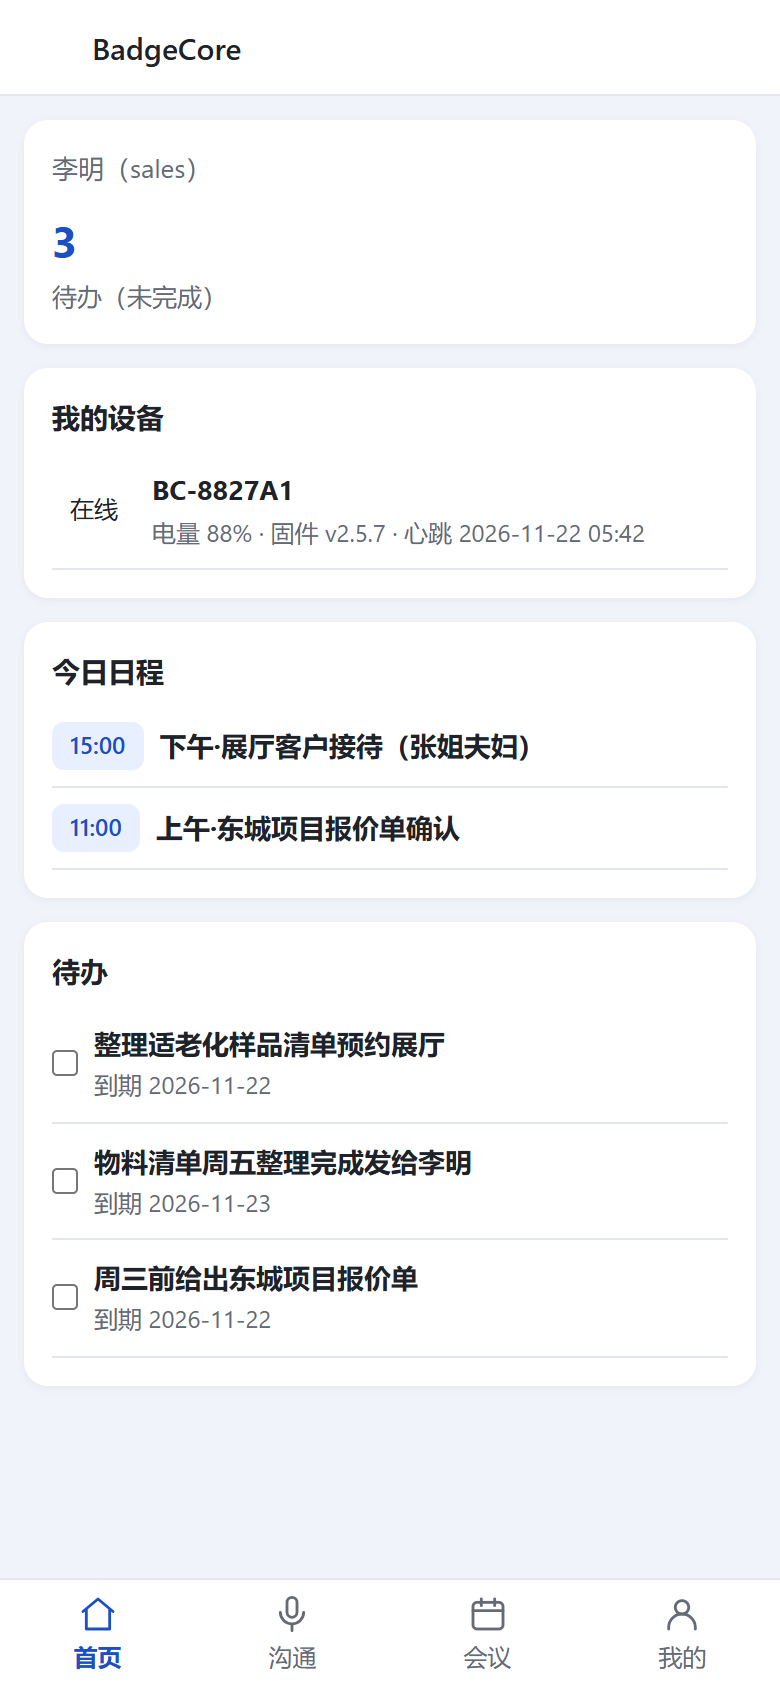 BadgeCore
李明（sales）
3
待办（未完成）
我的设备
在线
BC-8827A1
电量 88% · 固件 v2.5.7 · 心跳 2026-11-22 05:42
今日日程
15:00 下午·展厅客户接待（张姐夫妇）
11:00 上午·东城项目报价单确认
待办
整理适老化样品清单预约展厅
到期 2026-11-22
物料清单周五整理完成发给李明
到期 2026-11-23
周三前给出东城项目报价单
到期 2026-11-22
首页 沟通 会议 我的